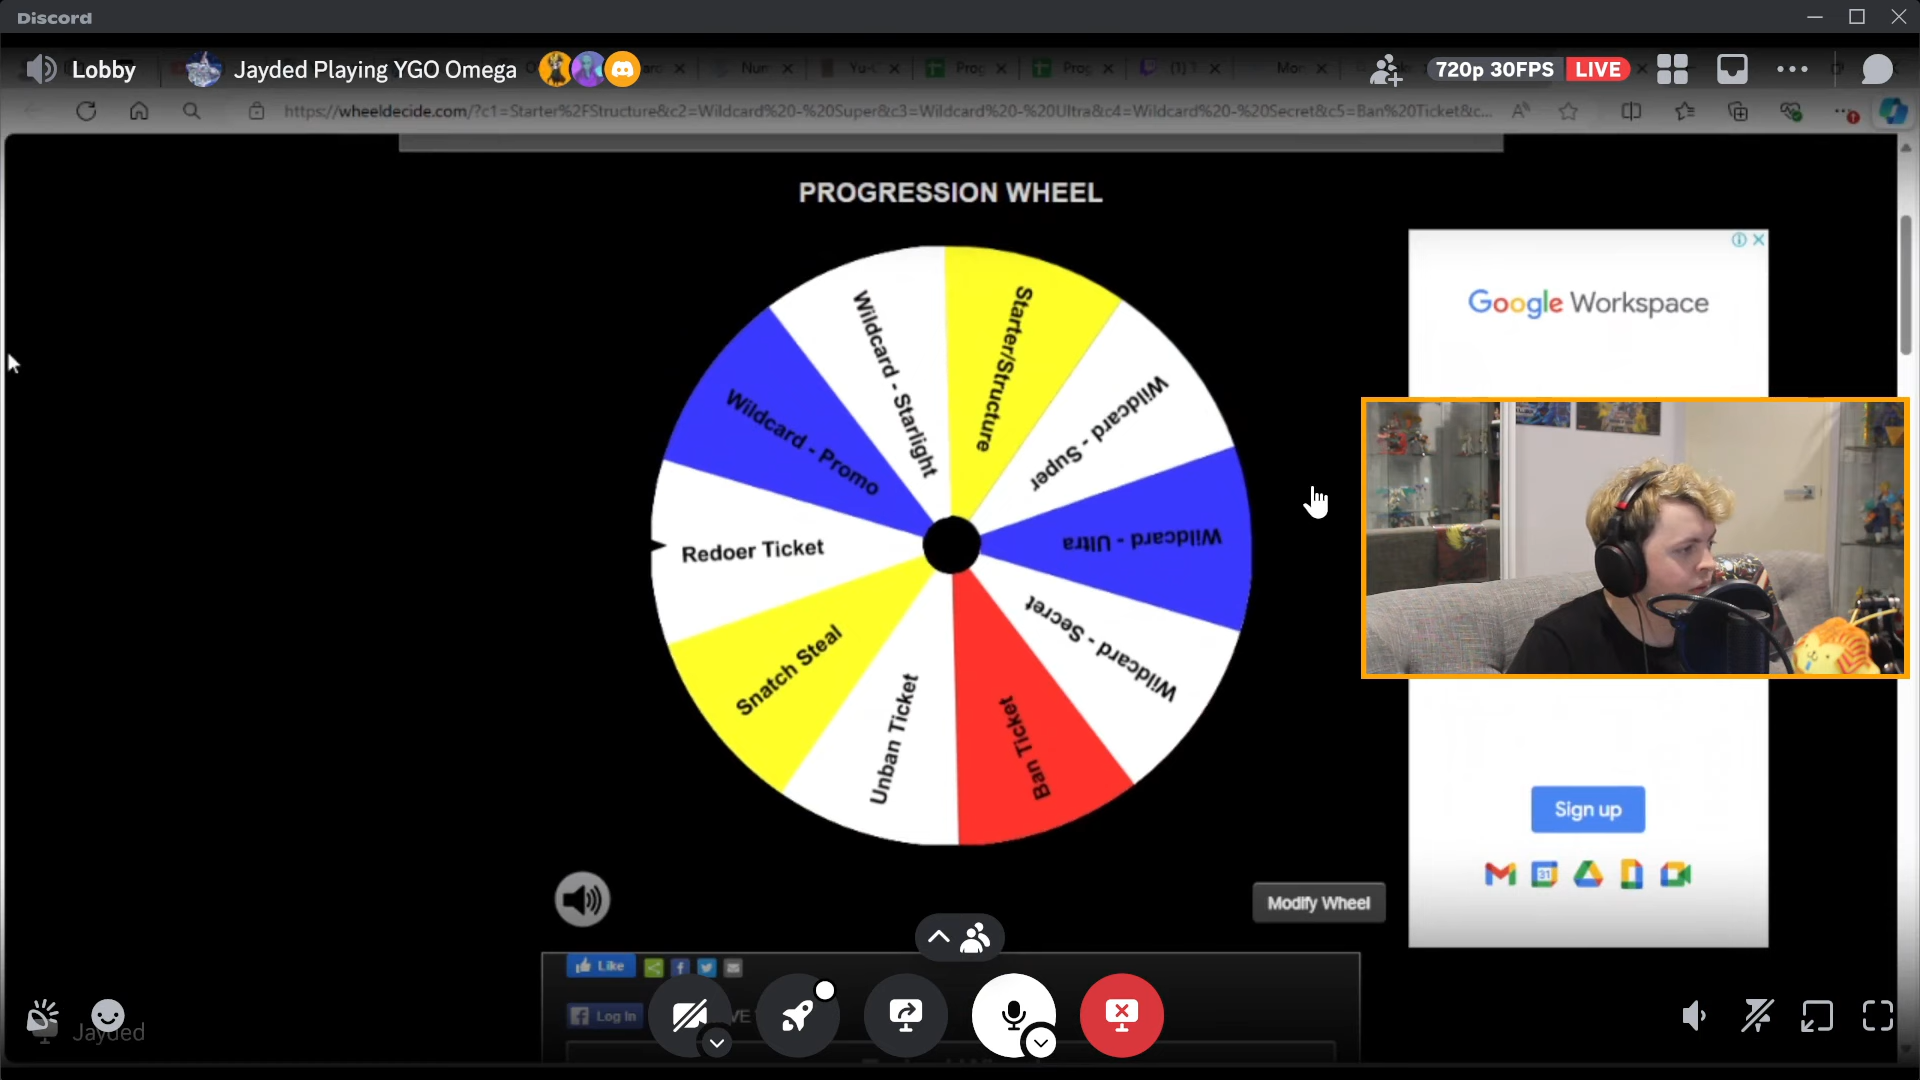 Discord
Lobby
Jayded Playing YGO Omega
720p 30FPS
LIVE
https://wheeldecide.com/?c1=Starter%2FStructure&c2=Wildcard%20-%20Super&c3=Wildcard%20-%20Ultra&c4=Wildcard%20-%20Secret&c5=Ban%20Ticket&c...
PROGRESSION WHEEL
Starter/Structure
Wildcard - Super
Wildcard - Ultra
Wildcard - Secret
Ban Ticket
Unban Ticket
Snatch Steal
Redoer Ticket
Wildcard - Promo
Wildcard - Starlight
Google Workspace
Sign up
31
Modify Wheel
Like
Log In
Jayded